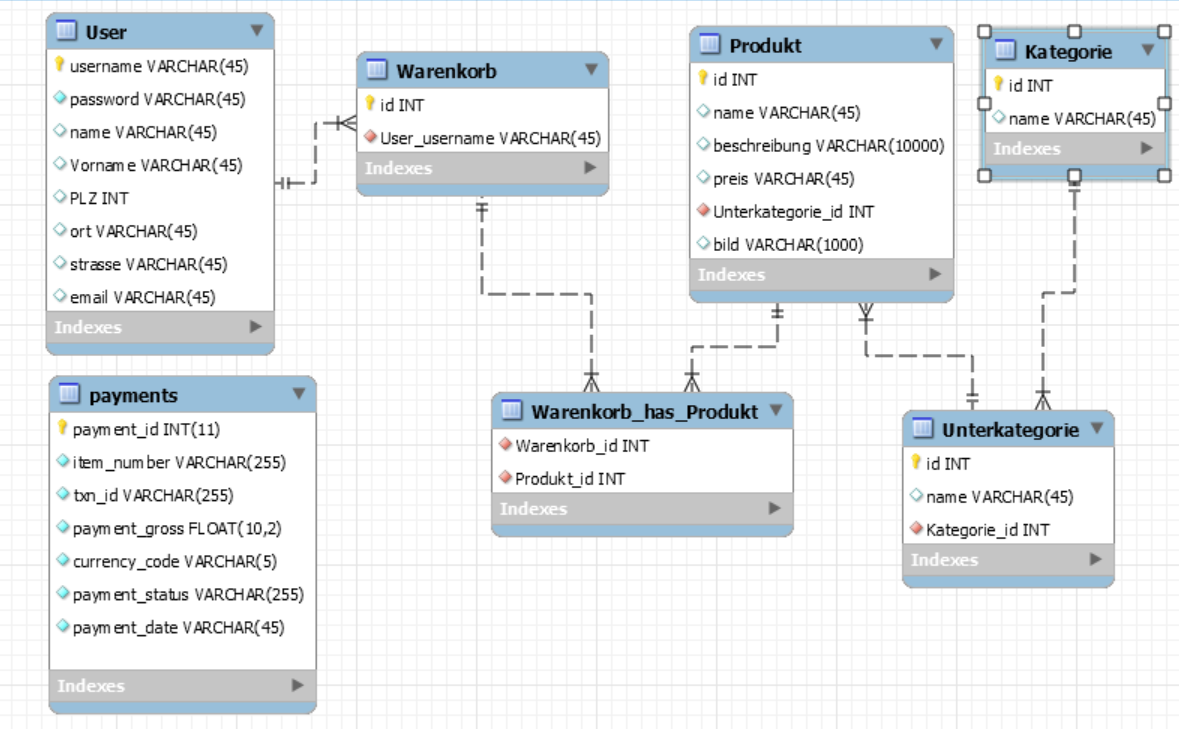 User
username VARCHAR(45)
password VARCHAR(45)
name VARCHAR(45)
Vorname VARCHAR(45)
PLZ INT
ort VARCHAR(45)
strasse VARCHAR(45)
email VARCHAR(45)
Indexes
Warenkorb
id INT
User_username VARCHAR(45)
Indexes
Produkt
id INT
name VARCHAR(45)
beschreibung VARCHAR(10000)
preis VARCHAR(45)
Unterkategorie_id INT
bild VARCHAR(1000)
Indexes
Kategorie
id INT
name VARCHAR(45)
Indexes
payments
payment_id INT(11)
item_number VARCHAR(255)
txn_id VARCHAR(255)
payment_gross FLOAT(10,2)
currency_code VARCHAR(5)
payment_status VARCHAR(255)
payment_date VARCHAR(45)
Indexes
Warenkorb_has_Produkt
Warenkorb_id INT
Produkt_id INT
Indexes
Unterkategorie
id INT
name VARCHAR(45)
Kategorie_id INT
Indexes